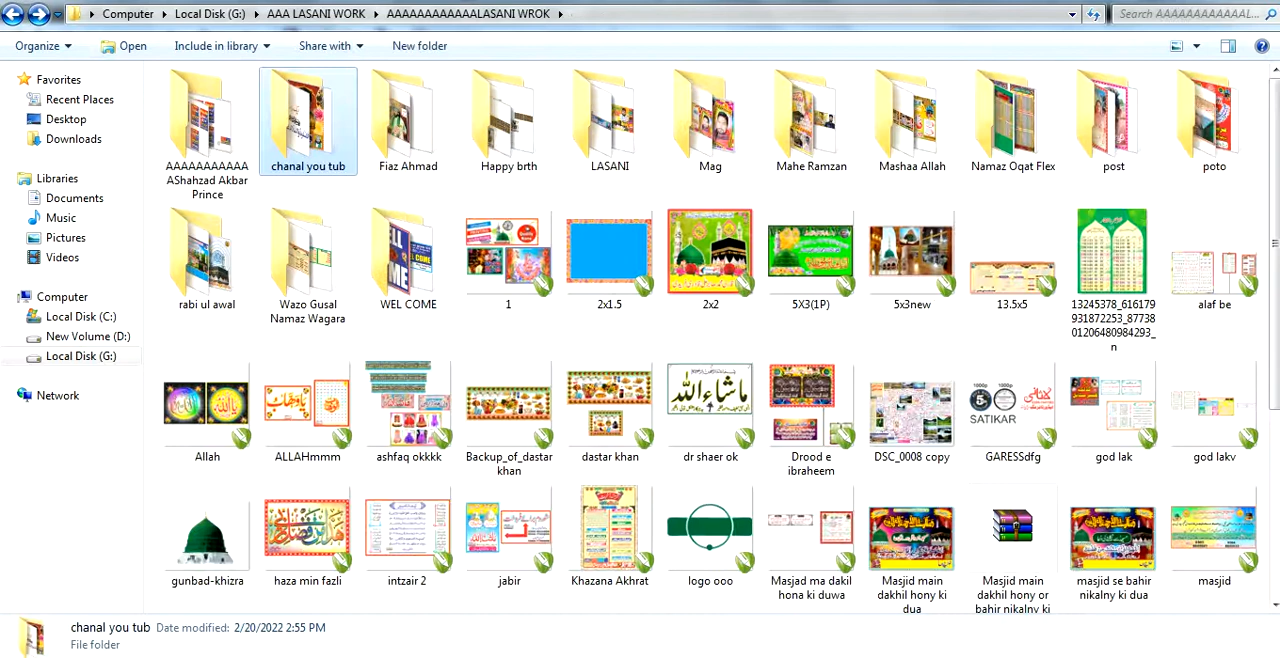 Computer ▸ Local Disk (G:) ▸ AAA LASANI WORK ▸ AAAAAAAAAAAALASANI WROK ▸
Search AAAAAAAAAAAAL...
Organize Open Include in library Share with New folder
Favorites
Recent Places
Desktop
Downloads
Libraries
Documents
Music
Pictures
Videos
Computer
Local Disk (C:)
New Volume (D:)
Local Disk (G:)
Network
AAAAAAAAAAA
AShahzad Akbar
Prince
chanal you tub
Fiaz Ahmad
Happy brth
LASANI
Mag
Mahe Ramzan
Mashaa Allah
Namaz Oqat Flex
post
poto
rabi ul awal
Wazo Gusal
Namaz Wagara
WEL COME
1
2x1.5
2x2
5X3(1P)
5x3new
13.5x5
13245378_616179
931872253_87738
01206480984293_
n
alaf be
Allah
ALLAHmmm
ashfaq okkkk
Backup_of_dastar
khan
dastar khan
ماشاءالله
dr shaer ok
Drood e
ibraheem
DSC_0008 copy
1000p 1000p
SATIKAR
GARESSdfg
god lak
god lakv
gunbad-khizra
haza min fazli
intzair 2
jabir
Khazana Akhrat
logo ooo
Masjad ma dakil
hona ki duwa
Masjid main
dakhil hony ki
dua
Masjid main
dakhil hony or
bahir nikalny ki
masjid se bahir
nikalny ki dua
masjid
chanal you tub Date modified: 2/20/2022 2:55 PM
File folder